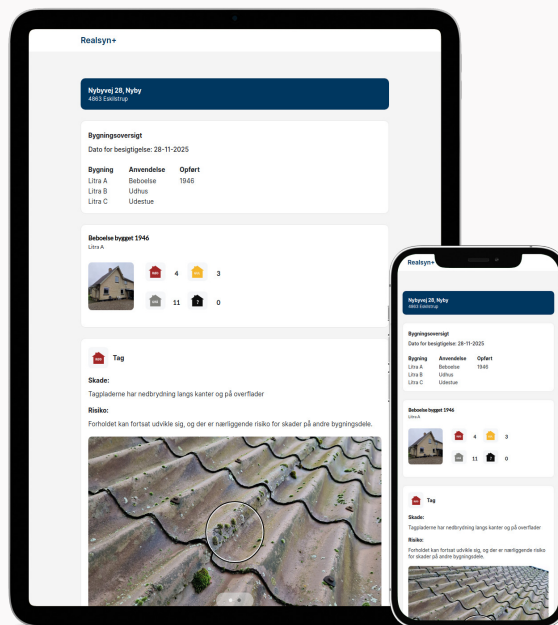 Realsyn+
Nybyvej 28, Nyby
4863 Eskilstrup
Bygningsoversigt
Dato for besigtigelse: 28-11-2025
Bygning Anvendelse Opført
Litra A Beboelse 1946
Litra B Udhus
Litra C Udestue
Beboelse bygget 1946
Litra A
4 3
11 ? 0
Tag
Skade:
Tagpladerne har nedbrydning langs kanter og på overflader
Risiko:
Forholdet kan fortsat udvikle sig, og der er nærliggende risiko for skader på andre bygningsdele.
Realsyn+
Nybyvej 28, Nyby
4863 Eskilstrup
Bygningsoversigt
Dato for besigtigelse: 28-11-2025
Bygning Anvendelse Opført
Litra A Beboelse 1946
Litra B Udhus
Litra C Udestue
Beboelse bygget 1946
Litra A
4 3
11 ? 0
Tag
Skade:
Tagpladerne har nedbrydning langs kanter og på overflader
Risiko:
Forholdet kan fortsat udvikle sig, og der er nærliggende risiko
for skader på andre bygningsdele.